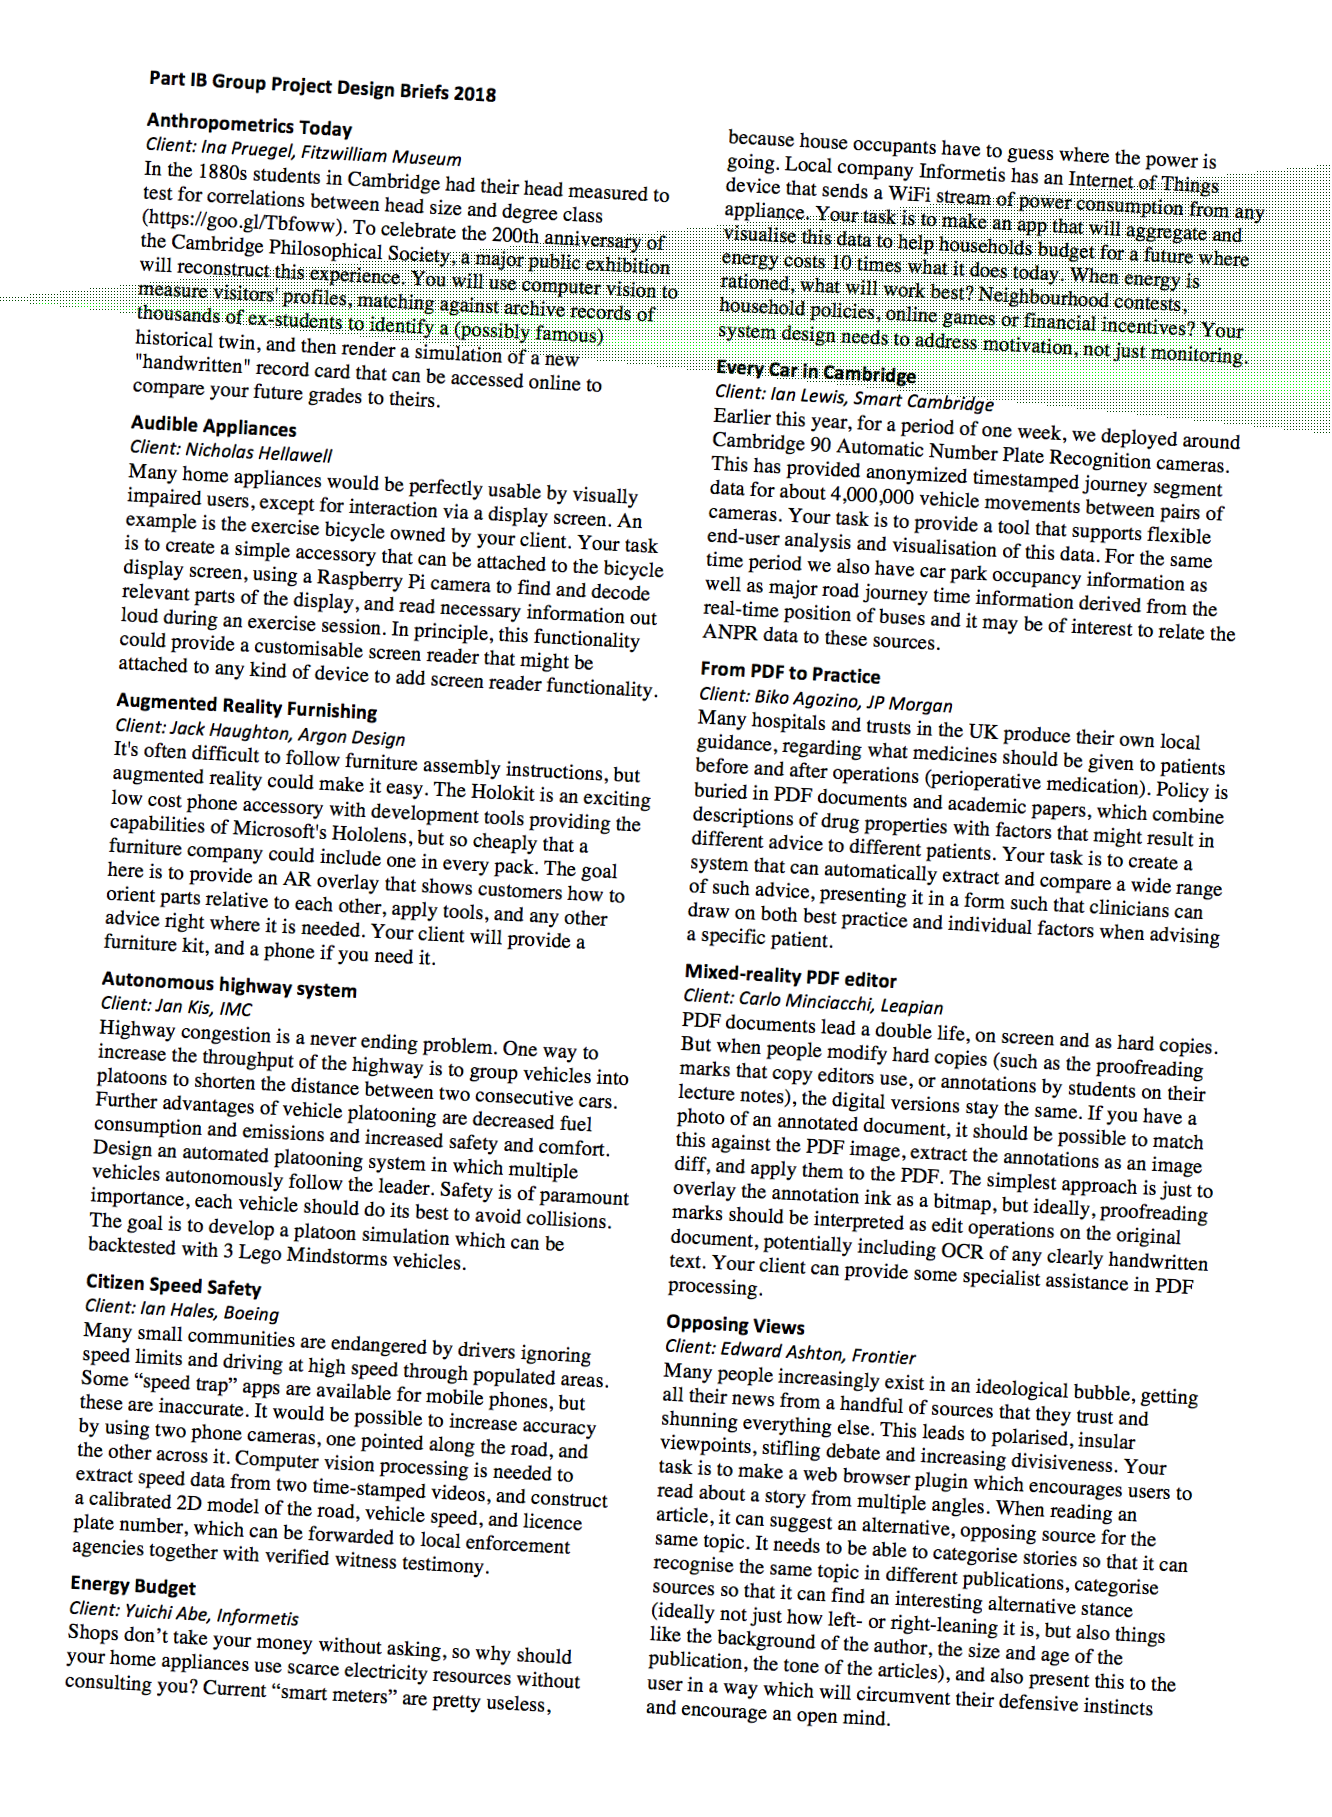 Part IB Group Project Design Briefs 2018
Anthropometrics Today
Client: Ina Pruegel, Fitzwilliam Museum
In the 1880s students in Cambridge had their head measured to
test for correlations between head size and degree class
(https://goo.gl/Tbfoww). To celebrate the 200th anniversary of
the Cambridge Philosophical Society, a major public exhibition
will reconstruct this experience. You will use computer vision to
measure visitors' profiles, matching against archive records of
thousands of ex-students to identify a (possibly famous)
historical twin, and then render a simulation of a new
"handwritten" record card that can be accessed online to
compare your future grades to theirs.
Audible Appliances
Client: Nicholas Hellawell
Many home appliances would be perfectly usable by visually
impaired users, except for interaction via a display screen. An
example is the exercise bicycle owned by your client. Your task
is to create a simple accessory that can be attached to the bicycle
display screen, using a Raspberry Pi camera to find and decode
relevant parts of the display, and read necessary information out
loud during an exercise session. In principle, this functionality
could provide a customisable screen reader that might be
attached to any kind of device to add screen reader functionality.
Augmented Reality Furnishing
Client: Jack Haughton, Argon Design
It's often difficult to follow furniture assembly instructions, but
augmented reality could make it easy. The Holokit is an exciting
low cost phone accessory with development tools providing the
capabilities of Microsoft's Hololens, but so cheaply that a
furniture company could include one in every pack. The goal
here is to provide an AR overlay that shows customers how to
orient parts relative to each other, apply tools, and any other
advice right where it is needed. Your client will provide a
furniture kit, and a phone if you need it.
Autonomous highway system
Client: Jan Kis, IMC
Highway congestion is a never ending problem. One way to
increase the throughput of the highway is to group vehicles into
platoons to shorten the distance between two consecutive cars.
Further advantages of vehicle platooning are decreased fuel
consumption and emissions and increased safety and comfort.
Design an automated platooning system in which multiple
vehicles autonomously follow the leader. Safety is of paramount
importance, each vehicle should do its best to avoid collisions.
The goal is to develop a platoon simulation which can be
backtested with 3 Lego Mindstorms vehicles.
Citizen Speed Safety
Client: Ian Hales, Boeing
Many small communities are endangered by drivers ignoring
speed limits and driving at high speed through populated areas.
Some “speed trap” apps are available for mobile phones, but
these are inaccurate. It would be possible to increase accuracy
by using two phone cameras, one pointed along the road, and
the other across it. Computer vision processing is needed to
extract speed data from two time-stamped videos, and construct
a calibrated 2D model of the road, vehicle speed, and licence
plate number, which can be forwarded to local enforcement
agencies together with verified witness testimony.
Energy Budget
Client: Yuichi Abe, Informetis
Shops don’t take your money without asking, so why should
your home appliances use scarce electricity resources without
consulting you? Current “smart meters” are pretty useless,
because house occupants have to guess where the power is
going. Local company Informetis has an Internet of Things
device that sends a WiFi stream of power consumption from any
appliance. Your task is to make an app that will aggregate and
visualise this data to help households budget for a future where
energy costs 10 times what it does today. When energy is
rationed, what will work best? Neighbourhood contests,
household policies, online games or financial incentives? Your
system design needs to address motivation, not just monitoring.
Every Car in Cambridge
Client: Ian Lewis, Smart Cambridge
Earlier this year, for a period of one week, we deployed around
Cambridge 90 Automatic Number Plate Recognition cameras.
This has provided anonymized timestamped journey segment
data for about 4,000,000 vehicle movements between pairs of
cameras. Your task is to provide a tool that supports flexible
end-user analysis and visualisation of this data. For the same
time period we also have car park occupancy information as
well as major road journey time information derived from the
real-time position of buses and it may be of interest to relate the
ANPR data to these sources.
From PDF to Practice
Client: Biko Agozino, JP Morgan
Many hospitals and trusts in the UK produce their own local
guidance, regarding what medicines should be given to patients
before and after operations (perioperative medication). Policy is
buried in PDF documents and academic papers, which combine
descriptions of drug properties with factors that might result in
different advice to different patients. Your task is to create a
system that can automatically extract and compare a wide range
of such advice, presenting it in a form such that clinicians can
draw on both best practice and individual factors when advising
a specific patient.
Mixed-reality PDF editor
Client: Carlo Minciacchi, Leapian
PDF documents lead a double life, on screen and as hard copies.
But when people modify hard copies (such as the proofreading
marks that copy editors use, or annotations by students on their
lecture notes), the digital versions stay the same. If you have a
photo of an annotated document, it should be possible to match
this against the PDF image, extract the annotations as an image
diff, and apply them to the PDF. The simplest approach is just to
overlay the annotation ink as a bitmap, but ideally, proofreading
marks should be interpreted as edit operations on the original
document, potentially including OCR of any clearly handwritten
text. Your client can provide some specialist assistance in PDF
processing.
Opposing Views
Client: Edward Ashton, Frontier
Many people increasingly exist in an ideological bubble, getting
all their news from a handful of sources that they trust and
shunning everything else. This leads to polarised, insular
viewpoints, stifling debate and increasing divisiveness. Your
task is to make a web browser plugin which encourages users to
read about a story from multiple angles. When reading an
article, it can suggest an alternative, opposing source for the
same topic. It needs to be able to categorise stories so that it can
recognise the same topic in different publications, categorise
sources so that it can find an interesting alternative stance
(ideally not just how left- or right-leaning it is, but also things
like the background of the author, the size and age of the
publication, the tone of the articles), and also present this to the
user in a way which will circumvent their defensive instincts
and encourage an open mind.